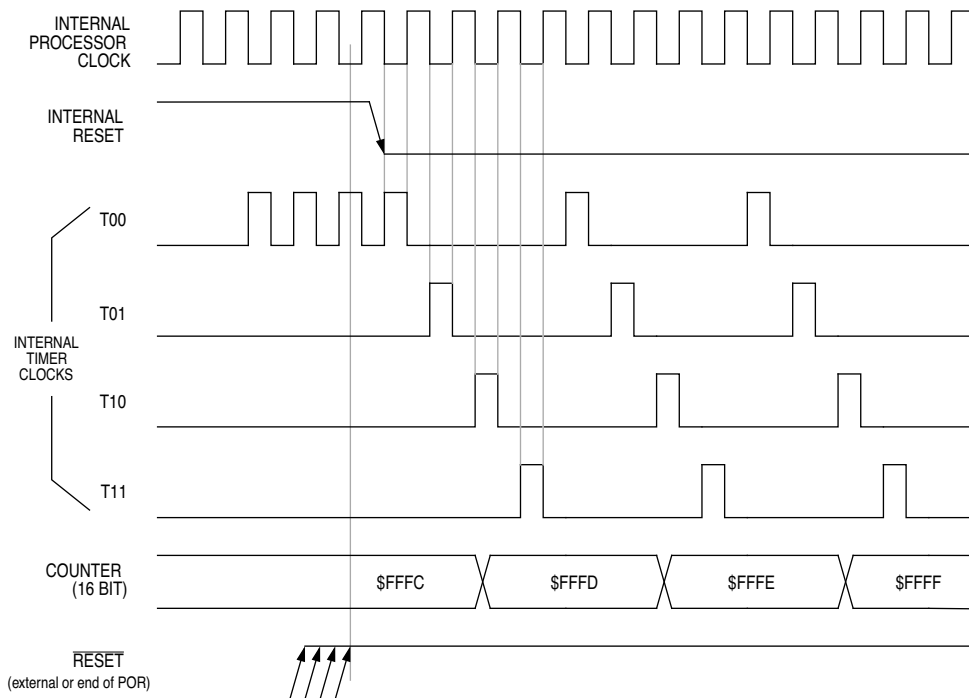 INTERNAL
PROCESSOR
CLOCK
INTERNAL
RESET
T00
T01
INTERNAL
TIMER
CLOCKS
T10
T11
COUNTER
(16 BIT)
$FFFC
$FFFD
$FFFE
$FFFF
RESET
(external or end of POR)